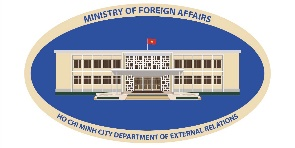 MINISTRY OF FOREIGN AFFAIRS
HO CHI MINH CITY DEPARTMENT OF EXTERNAL RELATIONS